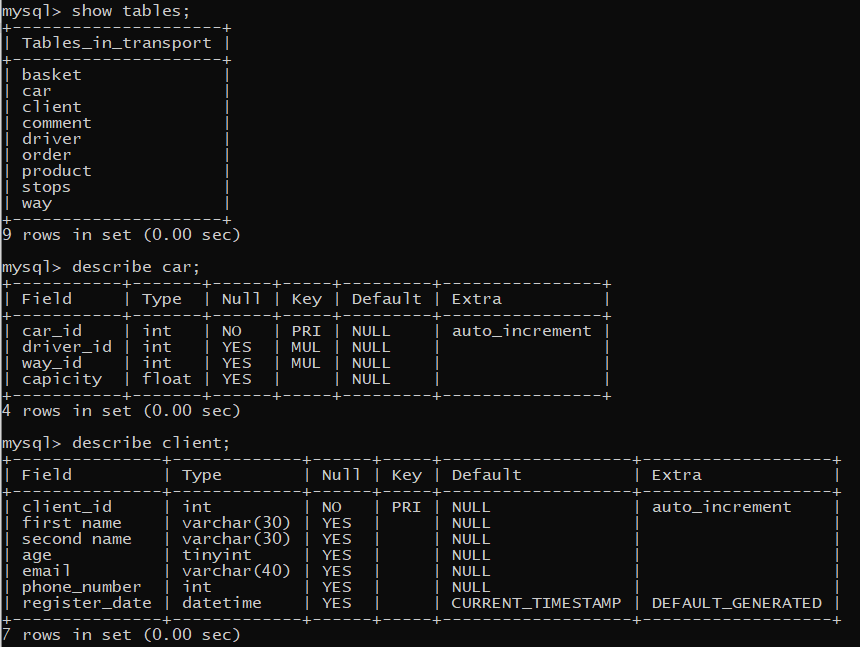 mysql> show tables;
+---------------------+
| Tables_in_transport |
+---------------------+
| basket              |
| car                 |
| client              |
| comment             |
| driver              |
| order               |
| product             |
| stops               |
| way                 |
+---------------------+
9 rows in set (0.00 sec)
mysql> describe car;
+-----------+-------+------+-----+---------+----------------+
| Field     | Type  | Null | Key | Default | Extra          |
+-----------+-------+------+-----+---------+----------------+
| car_id    | int   | NO   | PRI | NULL    | auto_increment |
| driver_id | int   | YES  | MUL | NULL    |                |
| way_id    | int   | YES  | MUL | NULL    |                |
| capicity  | float | YES  |     | NULL    |                |
+-----------+-------+------+-----+---------+----------------+
4 rows in set (0.00 sec)
mysql> describe client;
+---------------+-------------+------+-----+-------------------+-------------------+
| Field         | Type        | Null | Key | Default           | Extra             |
+---------------+-------------+------+-----+-------------------+-------------------+
| client_id     | int         | NO   | PRI | NULL              | auto_increment    |
| first name    | varchar(30) | YES  |     | NULL              |                   |
| second name   | varchar(30) | YES  |     | NULL              |                   |
| age           | tinyint     | YES  |     | NULL              |                   |
| email         | varchar(40) | YES  |     | NULL              |                   |
| phone_number  | int         | YES  |     | NULL              |                   |
| register_date | datetime    | YES  |     | CURRENT_TIMESTAMP | DEFAULT_GENERATED |
+---------------+-------------+------+-----+-------------------+-------------------+
7 rows in set (0.00 sec)